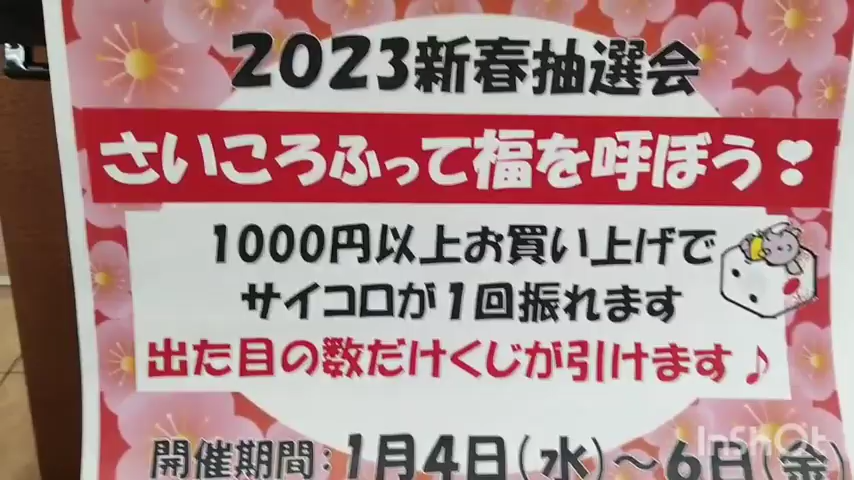 2023新春抽選会
さいころふって福を呼ぼう❣
1000円以上お買い上げで
サイコロが1回振れます
出た目の数だけくじが引けます♪
開催期間:1月4日(水)～6日(金)
InShOt